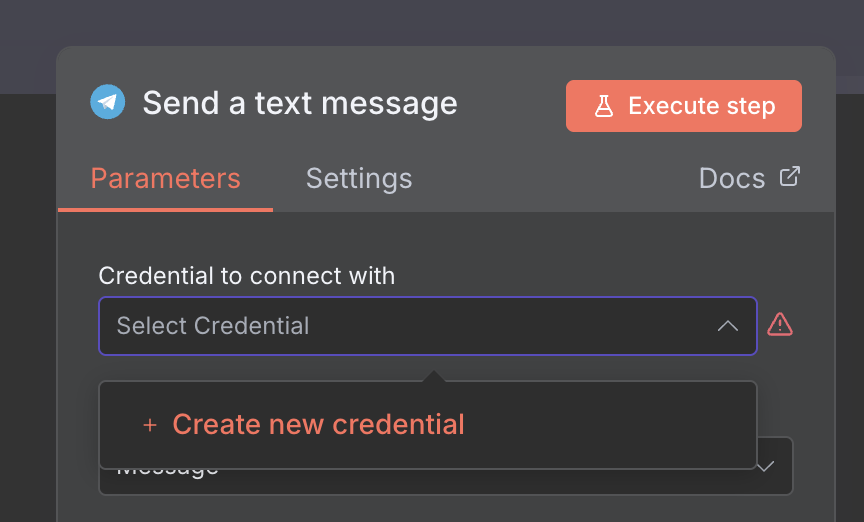 Send a text message
Execute step
Parameters
Settings
Docs
Credential to connect with
Select Credential
+ Create new credential
Message